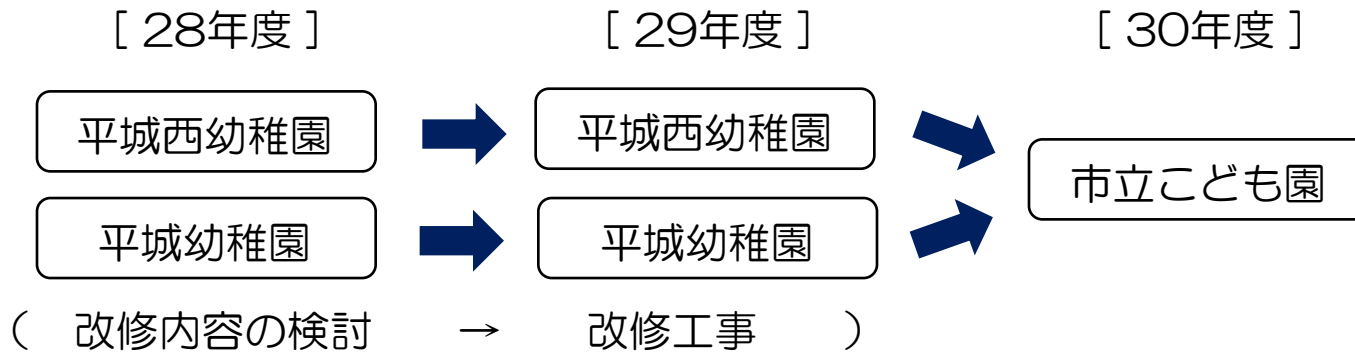 [ 28年度 ] [ 29年度 ] [ 30年度 ]
平城西幼稚園 平城西幼稚園
市立こども園
平城幼稚園 平城幼稚園
（ 改修内容の検討 → 改修工事 ）